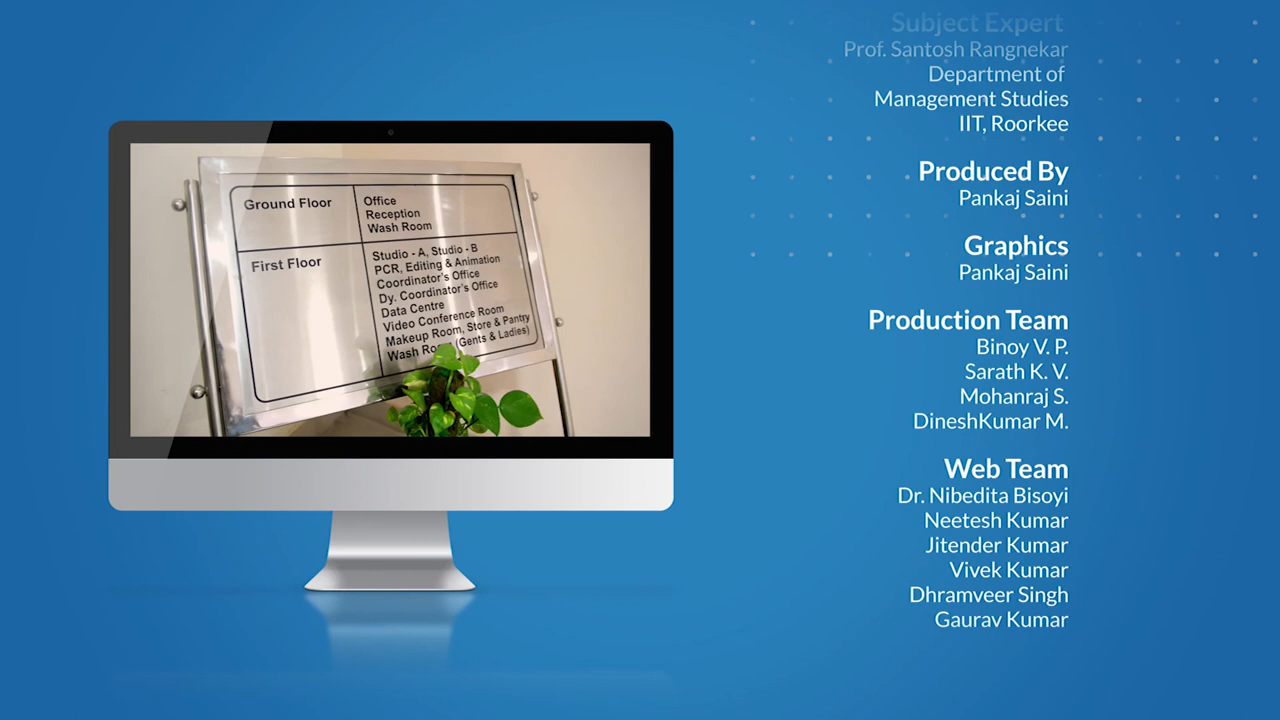 Ground Floor
Office
Reception
Wash Room
First Floor
Studio - A, Studio - B
PCR, Editing & Animation
Coordinator's Office
Dy. Coordinator's Office
Data Centre
Video Conference Room
Makeup Room, Store & Pantry
Wash Room (Gents & Ladies)
Subject Expert
Prof. Santosh Rangnekar
Department of
Management Studies
IIT, Roorkee
Produced By
Pankaj Saini
Graphics
Pankaj Saini
Production Team
Binoy V. P.
Sarath K. V.
Mohanraj S.
DineshKumar M.
Web Team
Dr. Nibedita Bisoyi
Neetesh Kumar
Jitender Kumar
Vivek Kumar
Dhramveer Singh
Gaurav Kumar